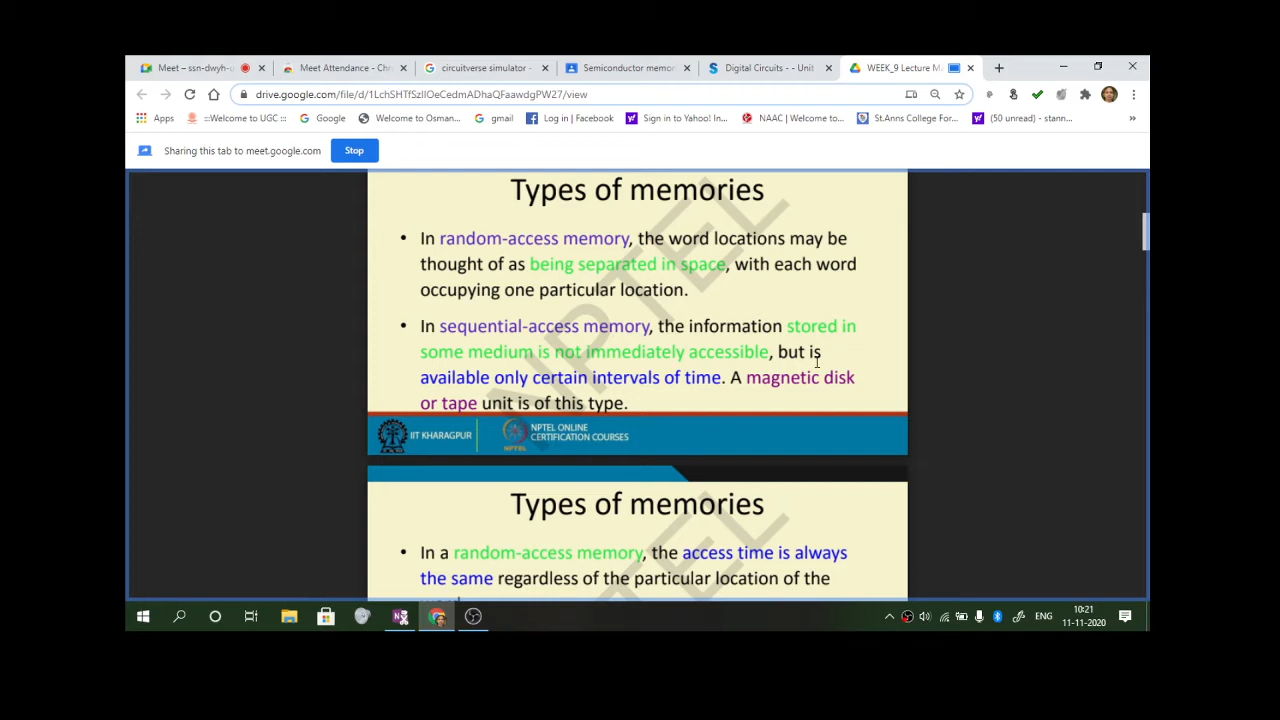 Meet – ssn-dwyh-u
Meet Attendance - Chr
circuitverse simulator -
Semiconductor memor
Digital Circuits - - Unit
WEEK_9 Lecture M
drive.google.com/file/d/1LchSHTfSzIlOeCedmADhaQFaawdgPW27/view
Apps
:::Welcome to UGC :::
Google
Welcome to Osman...
gmail
Log in | Facebook
Sign in to Yahoo! In...
NAAC | Welcome to...
St.Anns College For...
(50 unread) - stann...
Sharing this tab to meet.google.com
Stop
Types of memories
• In random-access memory, the word locations may be
thought of as being separated in space, with each word
occupying one particular location.
• In sequential-access memory, the information stored in
some medium is not immediately accessible, but is
available only certain intervals of time. A magnetic disk
or tape unit is of this type.
NPTEL
IIT KHARAGPUR
NPTEL
NPTEL ONLINE
CERTIFICATION COURSES
Types of memories
• In a random-access memory, the access time is always
the same regardless of the particular location of the
ENG
10:21
11-11-2020